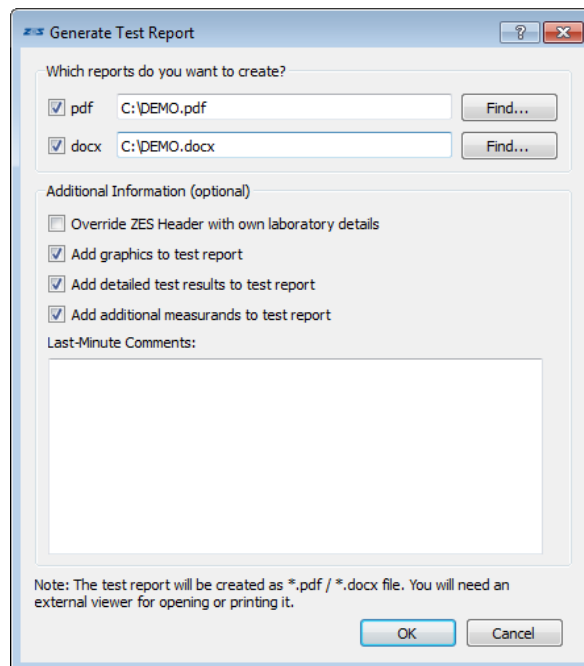 ZES Generate Test Report
Which reports do you want to create?
pdf C:\DEMO.pdf Find...
docx C:\DEMO.docx Find...
Additional Information (optional)
Override ZES Header with own laboratory details
Add graphics to test report
Add detailed test results to test report
Add additional measurands to test report
Last-Minute Comments:
Note: The test report will be created as *.pdf / *.docx file. You will need an
external viewer for opening or printing it.
OK Cancel